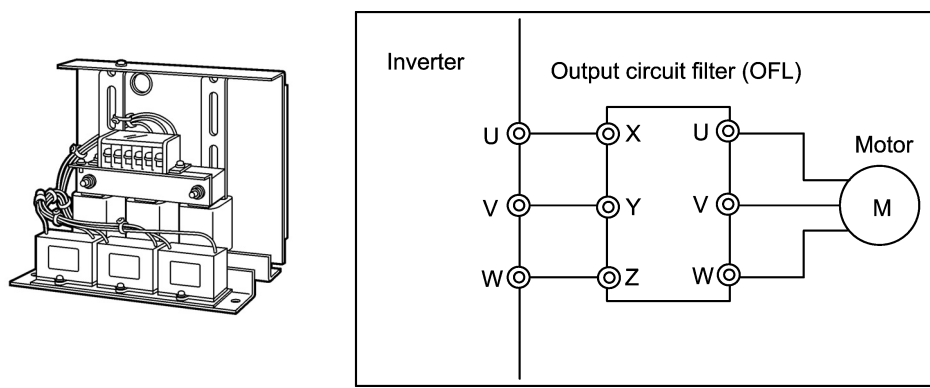 Inverter
Output circuit filter (OFL)
U X U
Motor
V Y V M
W Z W